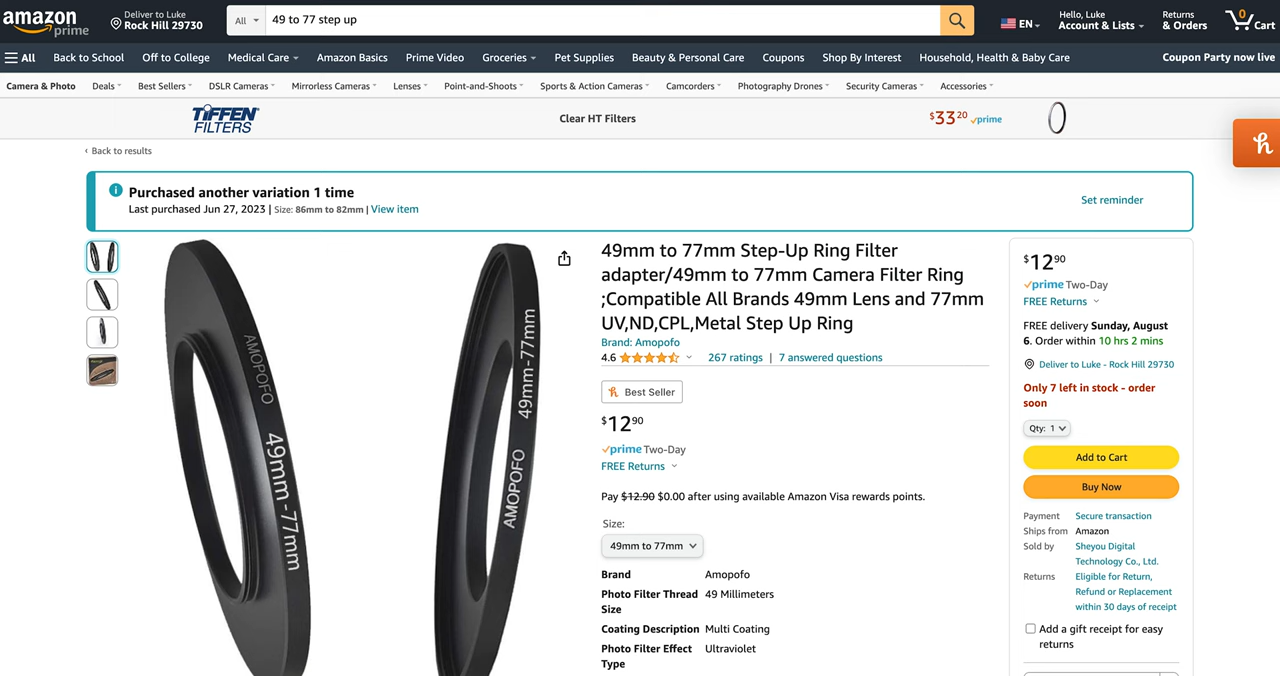 amazon
prime
Deliver to Luke
Rock Hill 29730
All
49 to 77 step up
EN
Hello, Luke
Account & Lists
Returns
& Orders
0
Cart
All
Back to School
Off to College
Medical Care
Amazon Basics
Prime Video
Groceries
Pet Supplies
Beauty & Personal Care
Coupons
Shop By Interest
Household, Health & Baby Care
Coupon Party now live
Camera & Photo
Deals
Best Sellers
DSLR Cameras
Mirrorless Cameras
Lenses
Point-and-Shoots
Sports & Action Cameras
Camcorders
Photography Drones
Security Cameras
Accessories
TIFFEN
FILTERS
Clear HT Filters
$33 20 prime
h
‹ Back to results
Purchased another variation 1 time
Last purchased Jun 27, 2023 | Size: 86mm to 82mm | View item
Set reminder
AMOPOFO
49mm -77mm
AMOPOFO 49mm-77mm
49mm to 77mm Step-Up Ring Filter
adapter/49mm to 77mm Camera Filter Ring
;Compatible All Brands 49mm Lens and 77mm
UV,ND,CPL,Metal Step Up Ring
Brand: Amopofo
4.6
267 ratings | 7 answered questions
h Best Seller
$12 90
prime Two-Day
FREE Returns
Pay $12.90 $0.00 after using available Amazon Visa rewards points.
Size:
49mm to 77mm
Brand Amopofo
Photo Filter Thread 49 Millimeters
Size
Coating Description Multi Coating
Photo Filter Effect Ultraviolet
Type
$12 90
prime Two-Day
FREE Returns
FREE delivery Sunday, August
6. Order within 10 hrs 2 mins
Deliver to Luke - Rock Hill 29730
Only 7 left in stock - order
soon
Qty: 1
Add to Cart
Buy Now
Payment Secure transaction
Ships from Amazon
Sold by Sheyou Digital
Technology Co., Ltd.
Returns Eligible for Return,
Refund or Replacement
within 30 days of receipt
Add a gift receipt for easy
returns